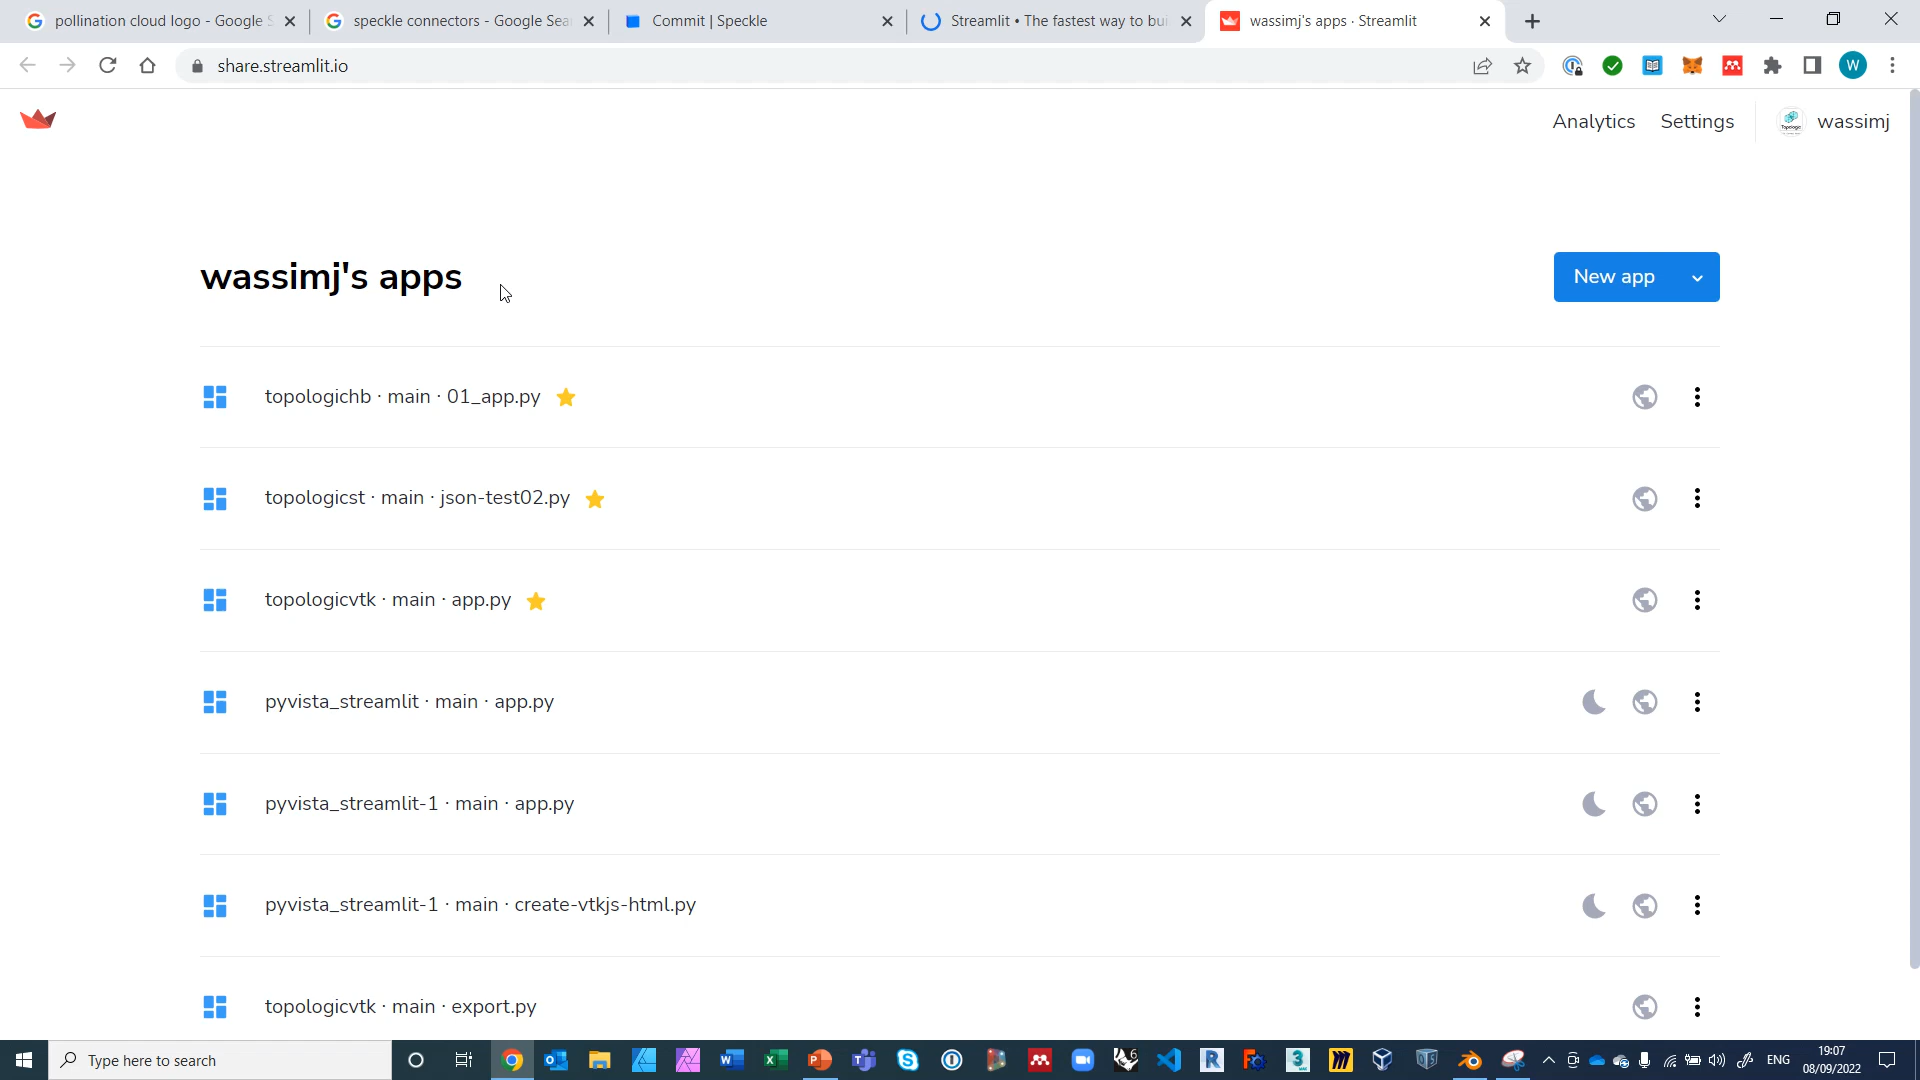 pollination cloud logo - Google S
speckle connectors - Google Sea
Commit | Speckle
Streamlit • The fastest way to bui
wassimj's apps · Streamlit
share.streamlit.io
W
Analytics
Settings
wassimj
wassimj's apps
New app
topologichb · main · 01_app.py
topologicst · main · json-test02.py
topologicvtk · main · app.py
pyvista_streamlit · main · app.py
pyvista_streamlit-1 · main · app.py
pyvista_streamlit-1 · main · create-vtkjs-html.py
topologicvtk · main · export.py
Type here to search
ENG
19:07
08/09/2022